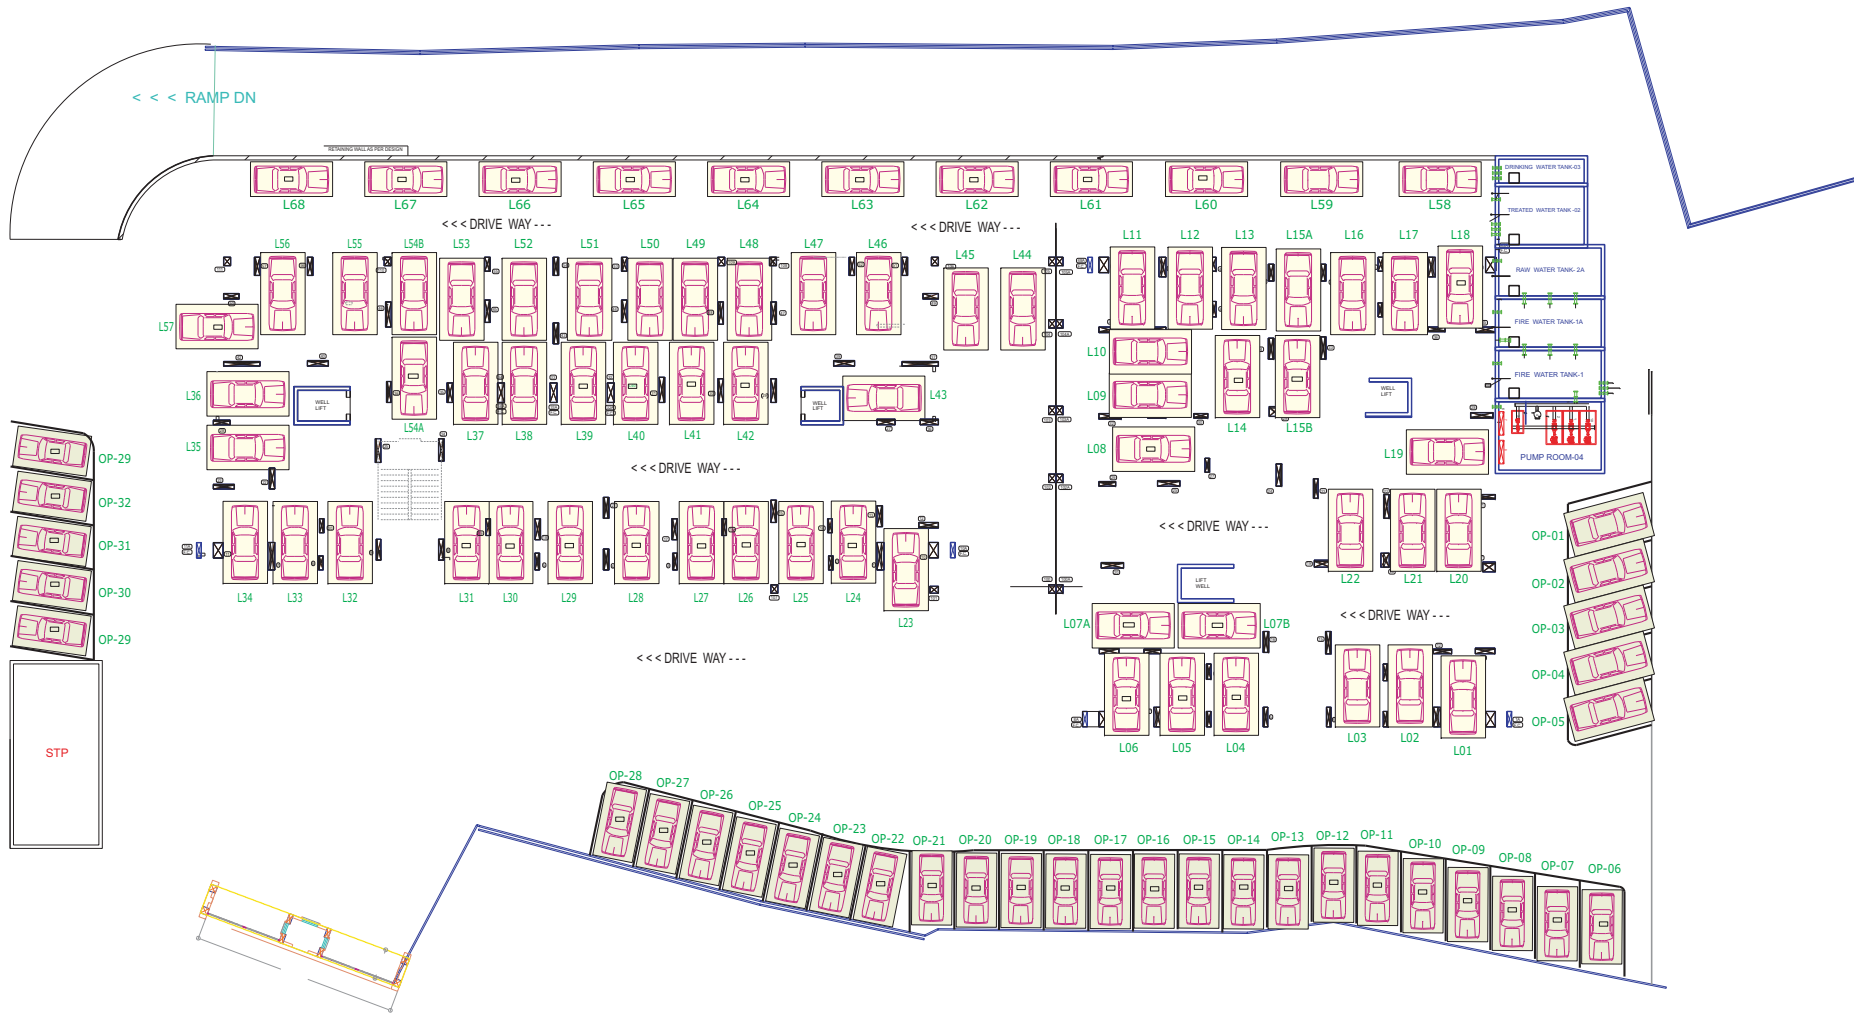 < < < RAMP DN
RETAINING WALL AS PER DESIGN
L68
L67
L66
L65
L64
L63
L62
L61
L60
L59
L58
DRINKING WATER TANK-03
TREATED WATER TANK -02
RAW WATER TANK- 2A
FIRE WATER TANK-1A
FIRE WATER TANK-1
PUMP ROOM-04
<<< DRIVE WAY ---
<<< DRIVE WAY ---
L56
L55
L54B
L53
L52
L51
L50
L49
L48
L47
L46
L45
L44
L11
L12
L13
L15A
L16
L17
L18
L57
L36
L35
WELL
LIFT
L54A
L37
L38
L39
L40
L41
L42
WELL
LIFT
L43
L10
L09
L08
L14
L15B
WELL
LIFT
L19
<<< DRIVE WAY ---
<<< DRIVE WAY ---
OP-29
OP-32
OP-31
OP-30
OP-29
L34
L33
L32
L31
L30
L29
L28
L27
L26
L25
L24
L23
L22
L21
L20
LIFT
WELL
<<< DRIVE WAY ---
<<< DRIVE WAY ---
L07A
L07B
L06
L05
L04
L03
L02
L01
OP-01
OP-02
OP-03
OP-04
OP-05
STP
OP-28
OP-27
OP-26
OP-25
OP-24
OP-23
OP-22
OP-21
OP-20
OP-19
OP-18
OP-17
OP-16
OP-15
OP-14
OP-13
OP-12
OP-11
OP-10
OP-09
OP-08
OP-07
OP-06